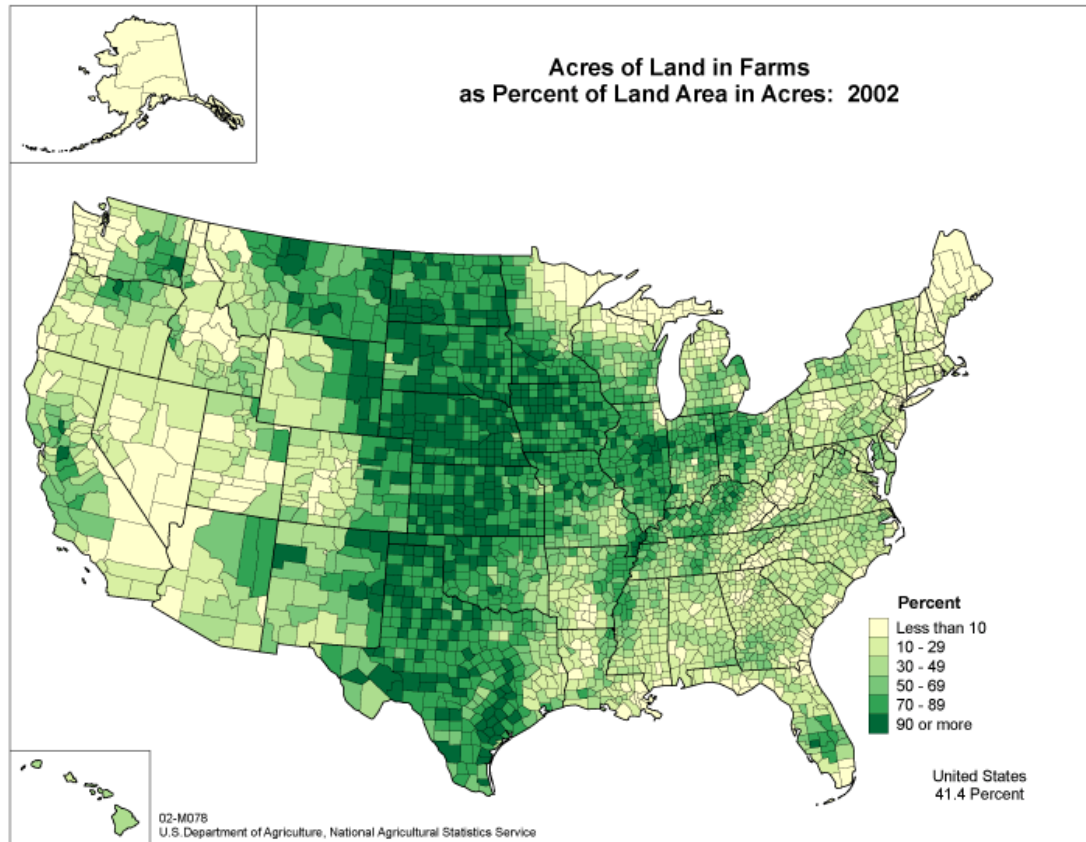 Acres of Land in Farms
as Percent of Land Area in Acres: 2002
Percent
Less than 10
10 - 29
30 - 49
50 - 69
70 - 89
90 or more
United States
41.4 Percent
02-M078
U.S. Department of Agriculture, National Agricultural Statistics Service